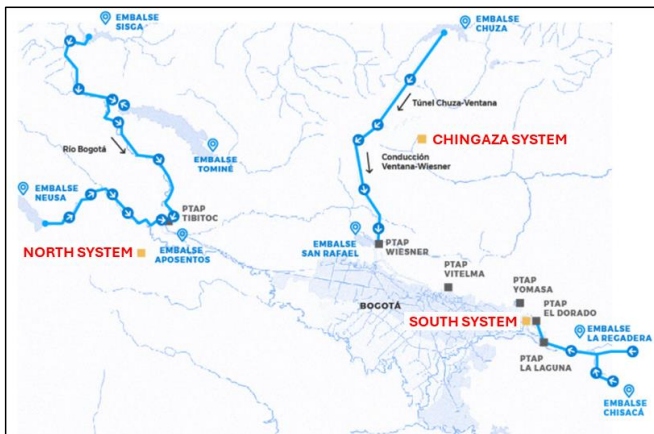 EMBALSE
SISGA
EMBALSE
CHUZA
Túnel Chuza-Ventana
CHINGAZA SYSTEM
Río Bogotá
EMBALSE
TOMINÉ
Conducción
Ventana-Wiesner
EMBALSE
NEUSA
PTAP
TIBITOC
NORTH SYSTEM
EMBALSE
APOSENTOS
EMBALSE
SAN RAFAEL
PTAP
WIESNER
PTAP
VITELMA
PTAP
YOMASA
BOGOTÁ
PTAP
EL DORADO
SOUTH SYSTEM
EMBALSE
LA REGADERA
PTAP
LA LAGUNA
EMBALSE
CHISACÁ